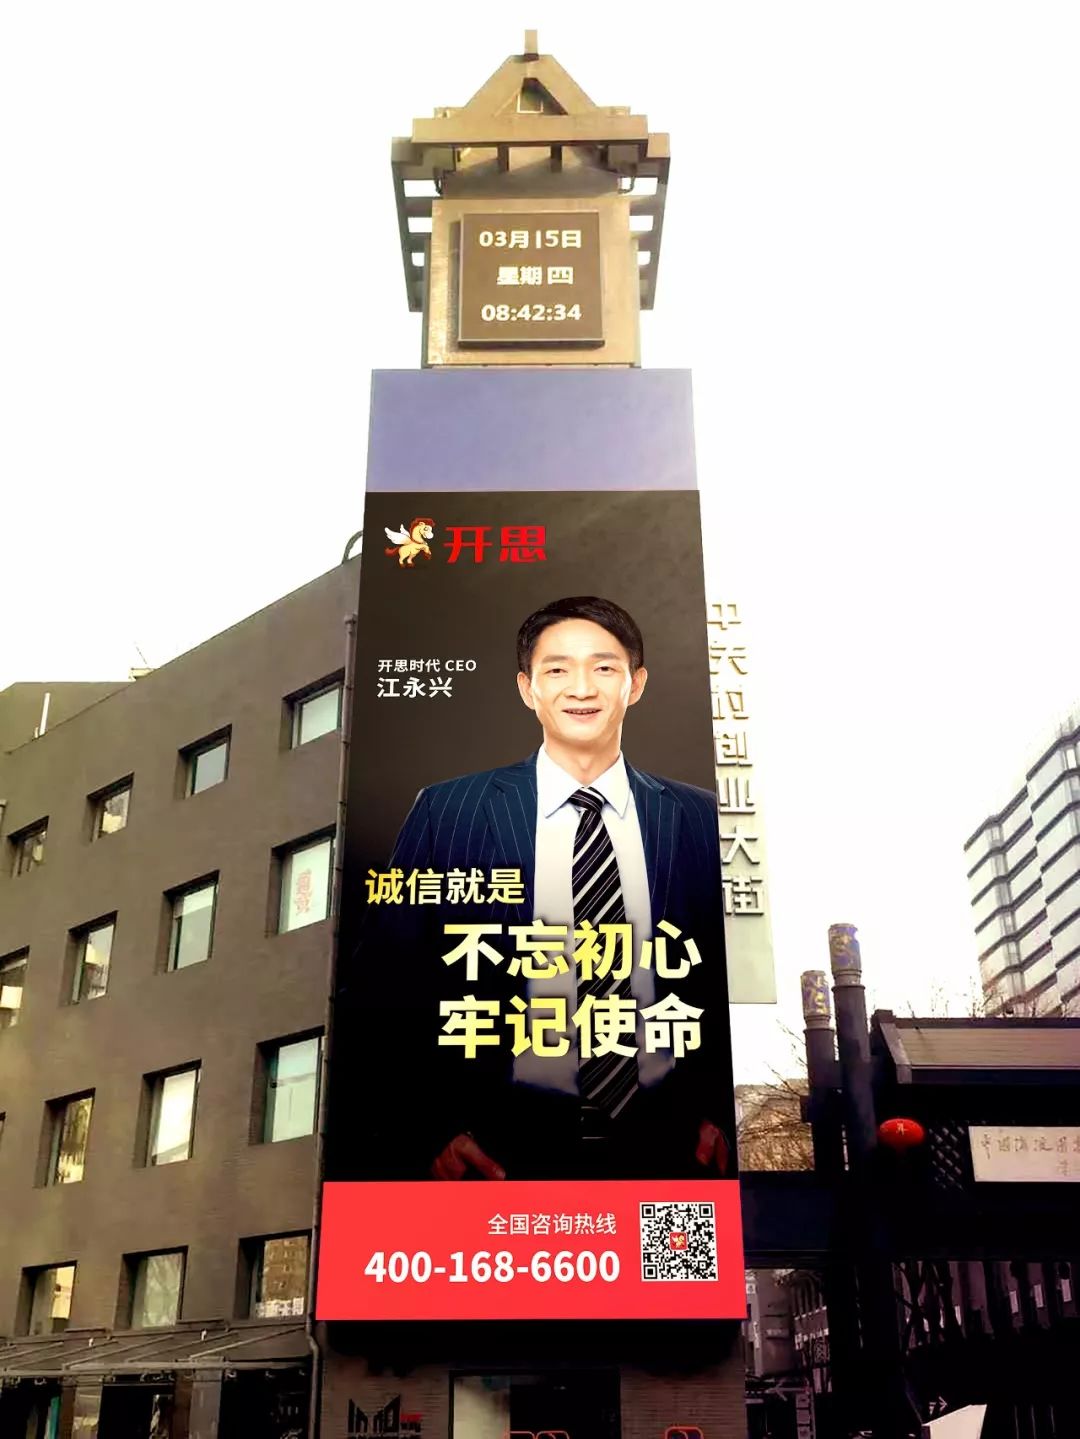 03月15日
星期四
08:42:34
开思
开思时代 CEO
江永兴
诚信就是
不忘初心
牢记使命
全国咨询热线
400-168-6600
中关村创业大街